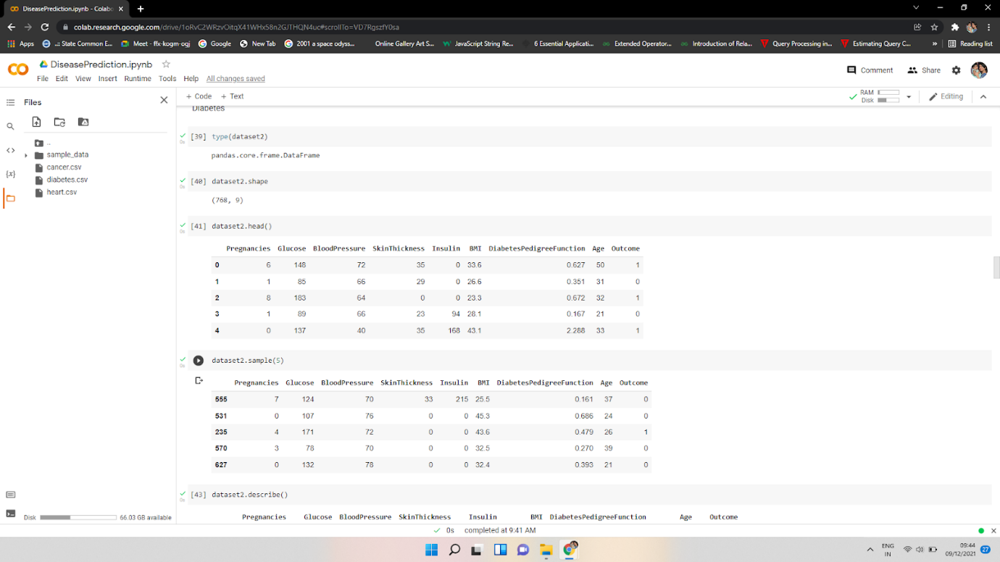 DiseasePrediction.ipynb - Colabo
colab.research.google.com/drive/1oRvC2WRzvOitqX41WHx58n2GJTHQN4uc#scrollTo=VD7RgszfY0sa
Apps ..:: State Common E... Meet - ffx-kogm-ogj Google New Tab 2001 a space odyss... Online Gallery Art S... JavaScript String Re... 6 Essential Applicati... Extended Operator... Introduction of Rela... Query Processing in... Estimating Query C... » Reading list
DiseasePrediction.ipynb
File Edit View Insert Runtime Tools Help All changes saved
Comment Share
Files
+ Code + Text
RAM
Disk
Editing
..
sample_data
cancer.csv
diabetes.csv
heart.csv
Disk 66.03 GB available
Diabetes
[39] type(dataset2)
0s
pandas.core.frame.DataFrame
[40] dataset2.shape
0s
(768, 9)
[41] dataset2.head()
0s
Pregnancies Glucose BloodPressure SkinThickness Insulin BMI DiabetesPedigreeFunction Age Outcome
0 6 148 72 35 0 33.6 0.627 50 1
1 1 85 66 29 0 26.6 0.351 31 0
2 8 183 64 0 0 23.3 0.672 32 1
3 1 89 66 23 94 28.1 0.167 21 0
4 0 137 40 35 168 43.1 2.288 33 1
dataset2.sample(5)
0s
Pregnancies Glucose BloodPressure SkinThickness Insulin BMI DiabetesPedigreeFunction Age Outcome
555 7 124 70 33 215 25.5 0.161 37 0
531 0 107 76 0 0 45.3 0.686 24 0
235 4 171 72 0 0 43.6 0.479 26 1
570 3 78 70 0 0 32.5 0.270 39 0
627 0 132 78 0 0 32.4 0.393 21 0
[43] dataset2.describe()
0s
Pregnancies Glucose BloodPressure SkinThickness Insulin BMI DiabetesPedigreeFunction Age Outcome
0s completed at 9:41 AM
ENG
IN
09:44
09/12/2021
27